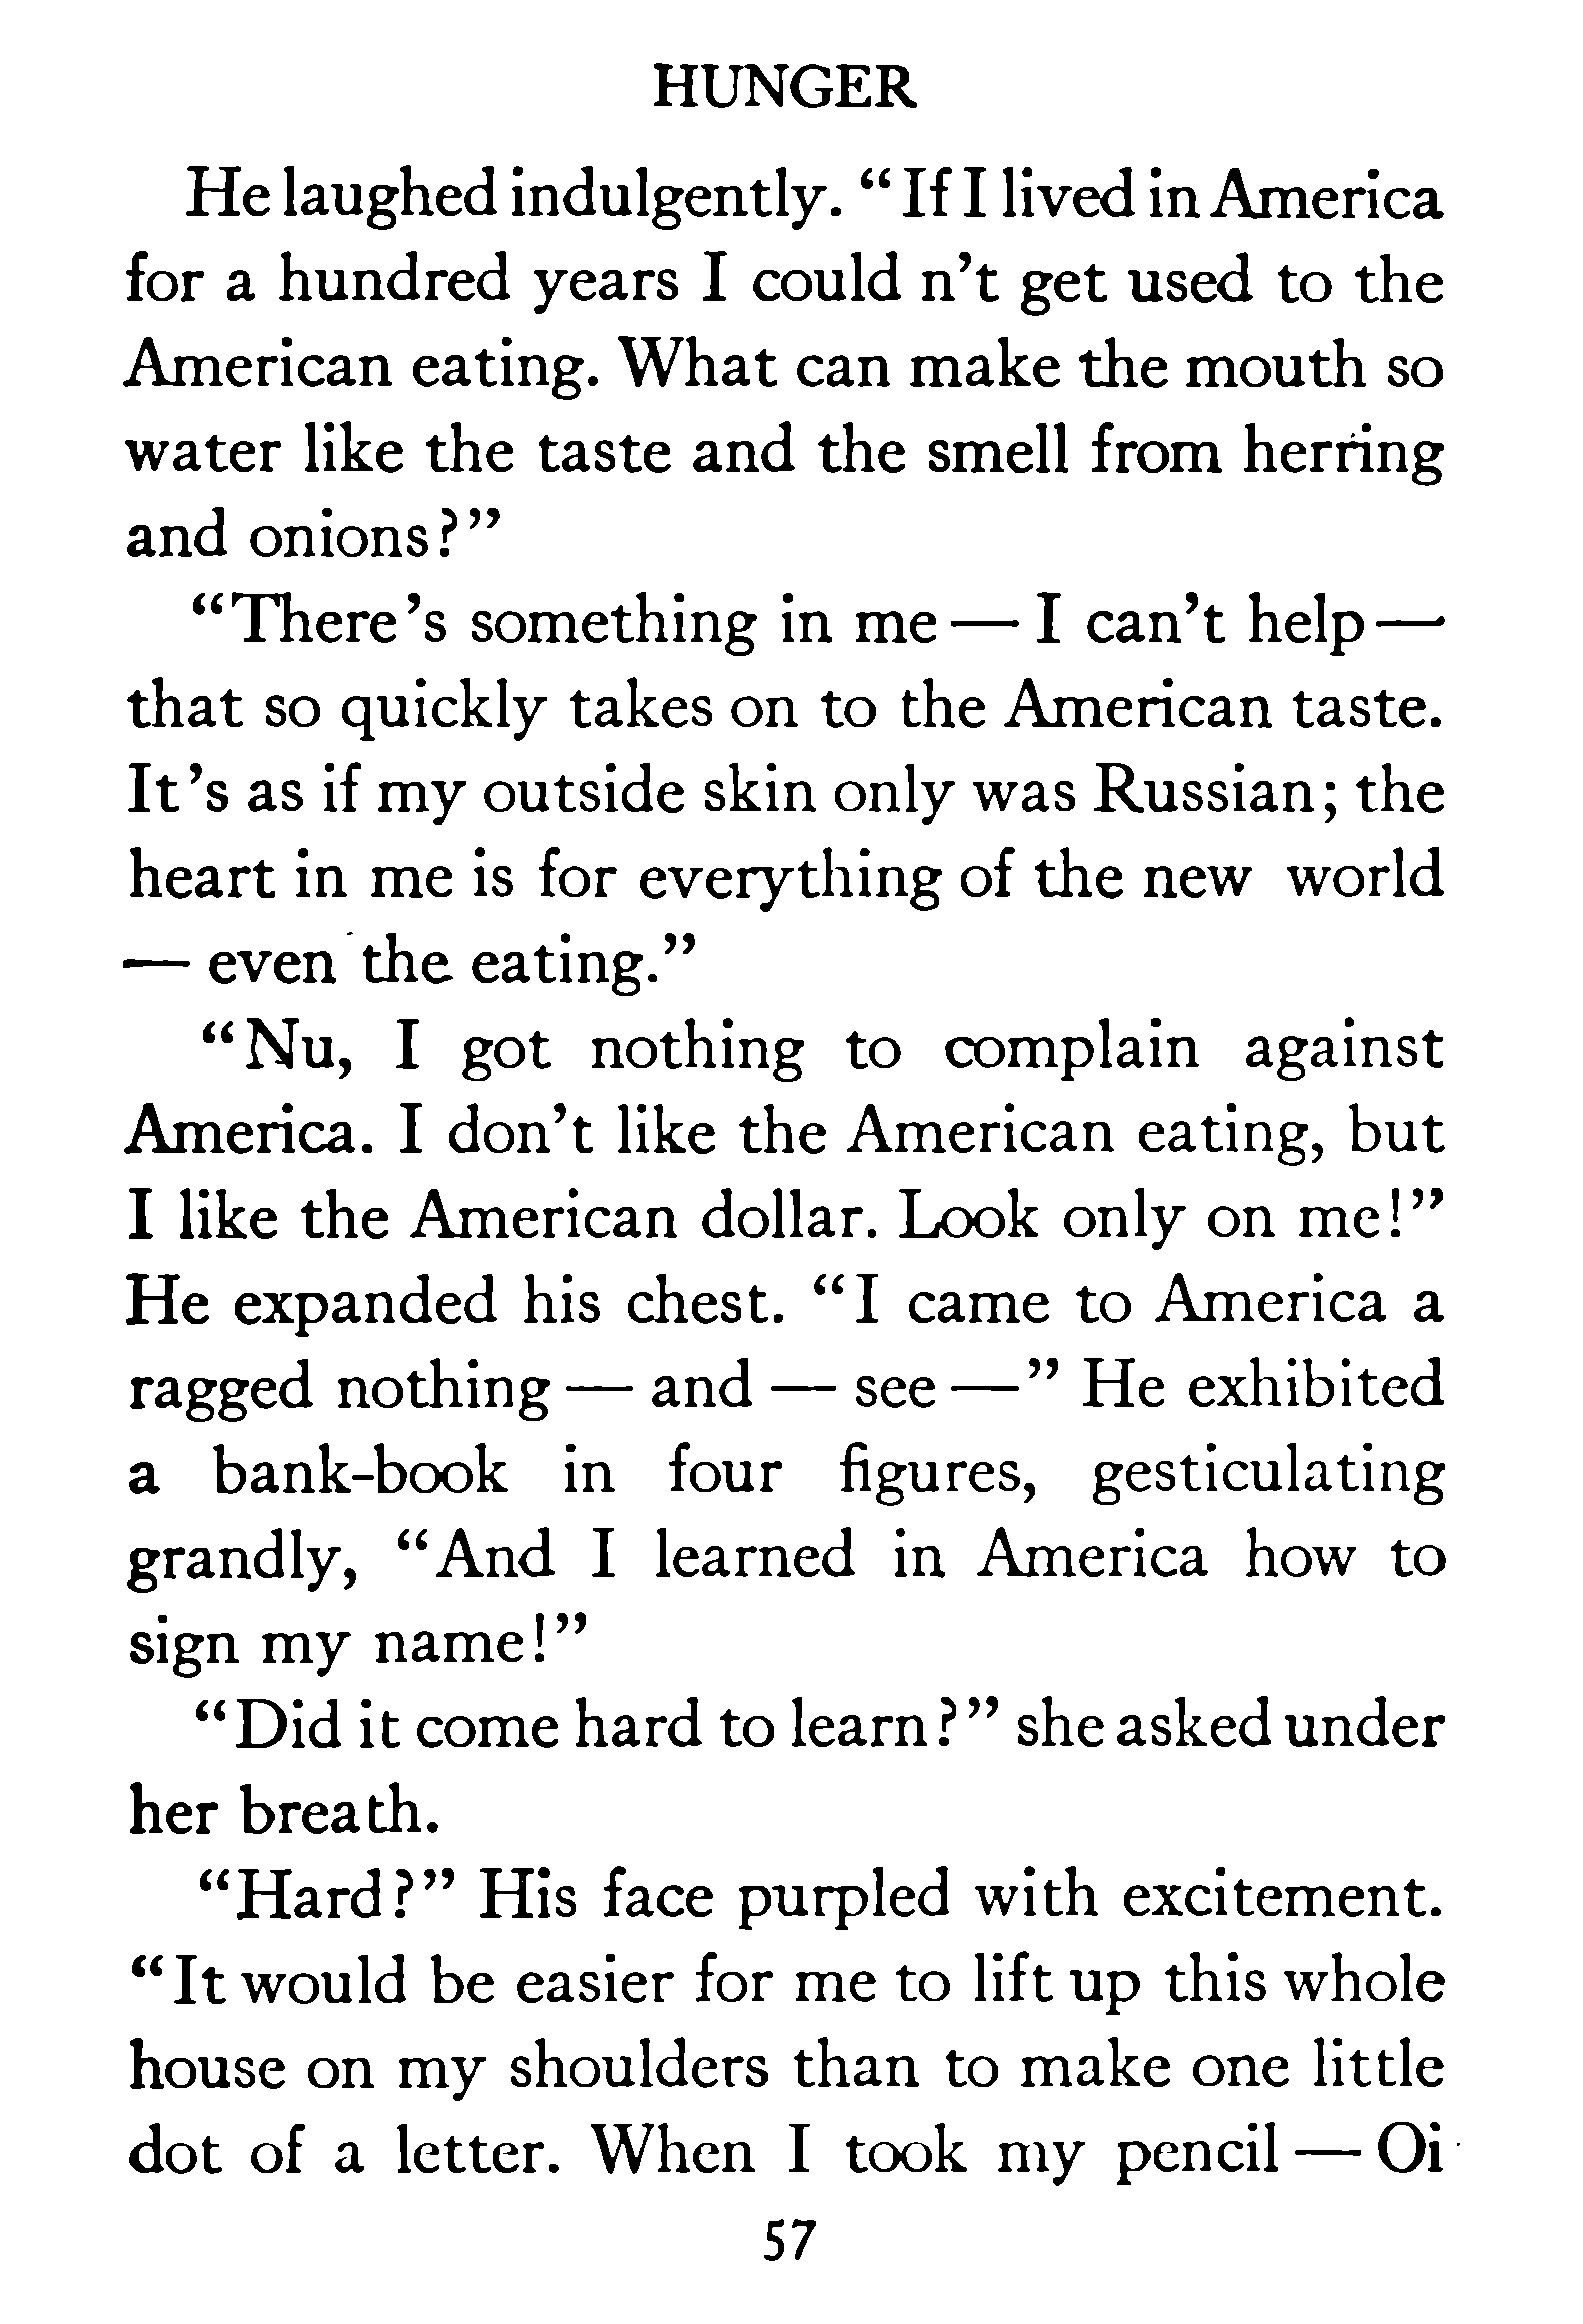 HUNGER
He laughed indulgently. “If I lived in America
for a hundred years I could n’t get used to the
American eating. What can make the mouth so
water like the taste and the smell from herring
and onions?”
“There’s something in me — I can’t help —
that so quickly takes on to the American taste.
It’s as if my outside skin only was Russian; the
heart in me is for everything of the new world
— even the eating.”
“Nu, I got nothing to complain against
America. I don’t like the American eating, but
I like the American dollar. Look only on me!”
He expanded his chest. “I came to America a
ragged nothing — and — see —” He exhibited
a bank-book in four figures, gesticulating
grandly, “And I learned in America how to
sign my name!”
“Did it come hard to learn?” she asked under
her breath.
“Hard?” His face purpled with excitement.
“It would be easier for me to lift up this whole
house on my shoulders than to make one little
dot of a letter. When I took my pencil — Oi
57